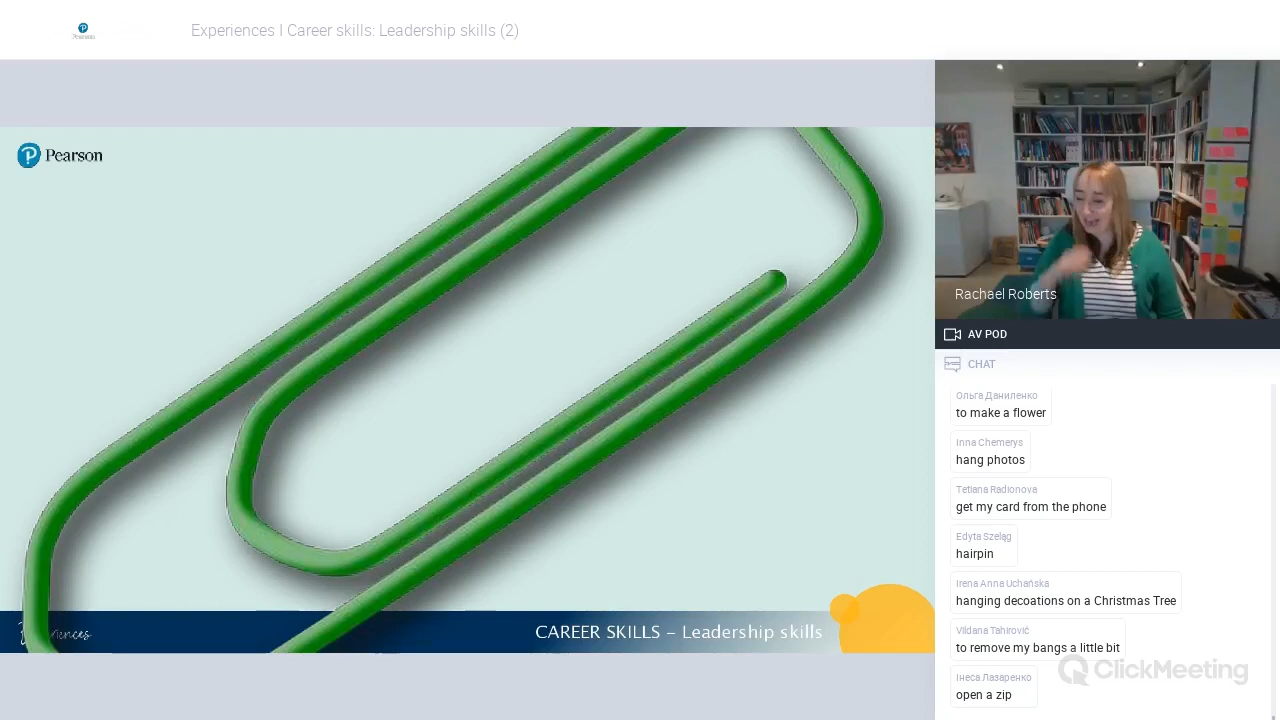 Experiences I Career skills: Leadership skills (2)
Pearson
CAREER SKILLS – Leadership skills
Rachael Roberts
AV POD
CHAT
Ольга Даниленко
to make a flower
Inna Chemerys
hang photos
Tetiana Radionova
get my card from the phone
Edyta Szeląg
hairpin
Irena Anna Uchańska
hanging decoations on a Christmas Tree
Vildana Tahirović
to remove my bangs a little bit
Інеса Лазаренко
open a zip
ClickMeeting